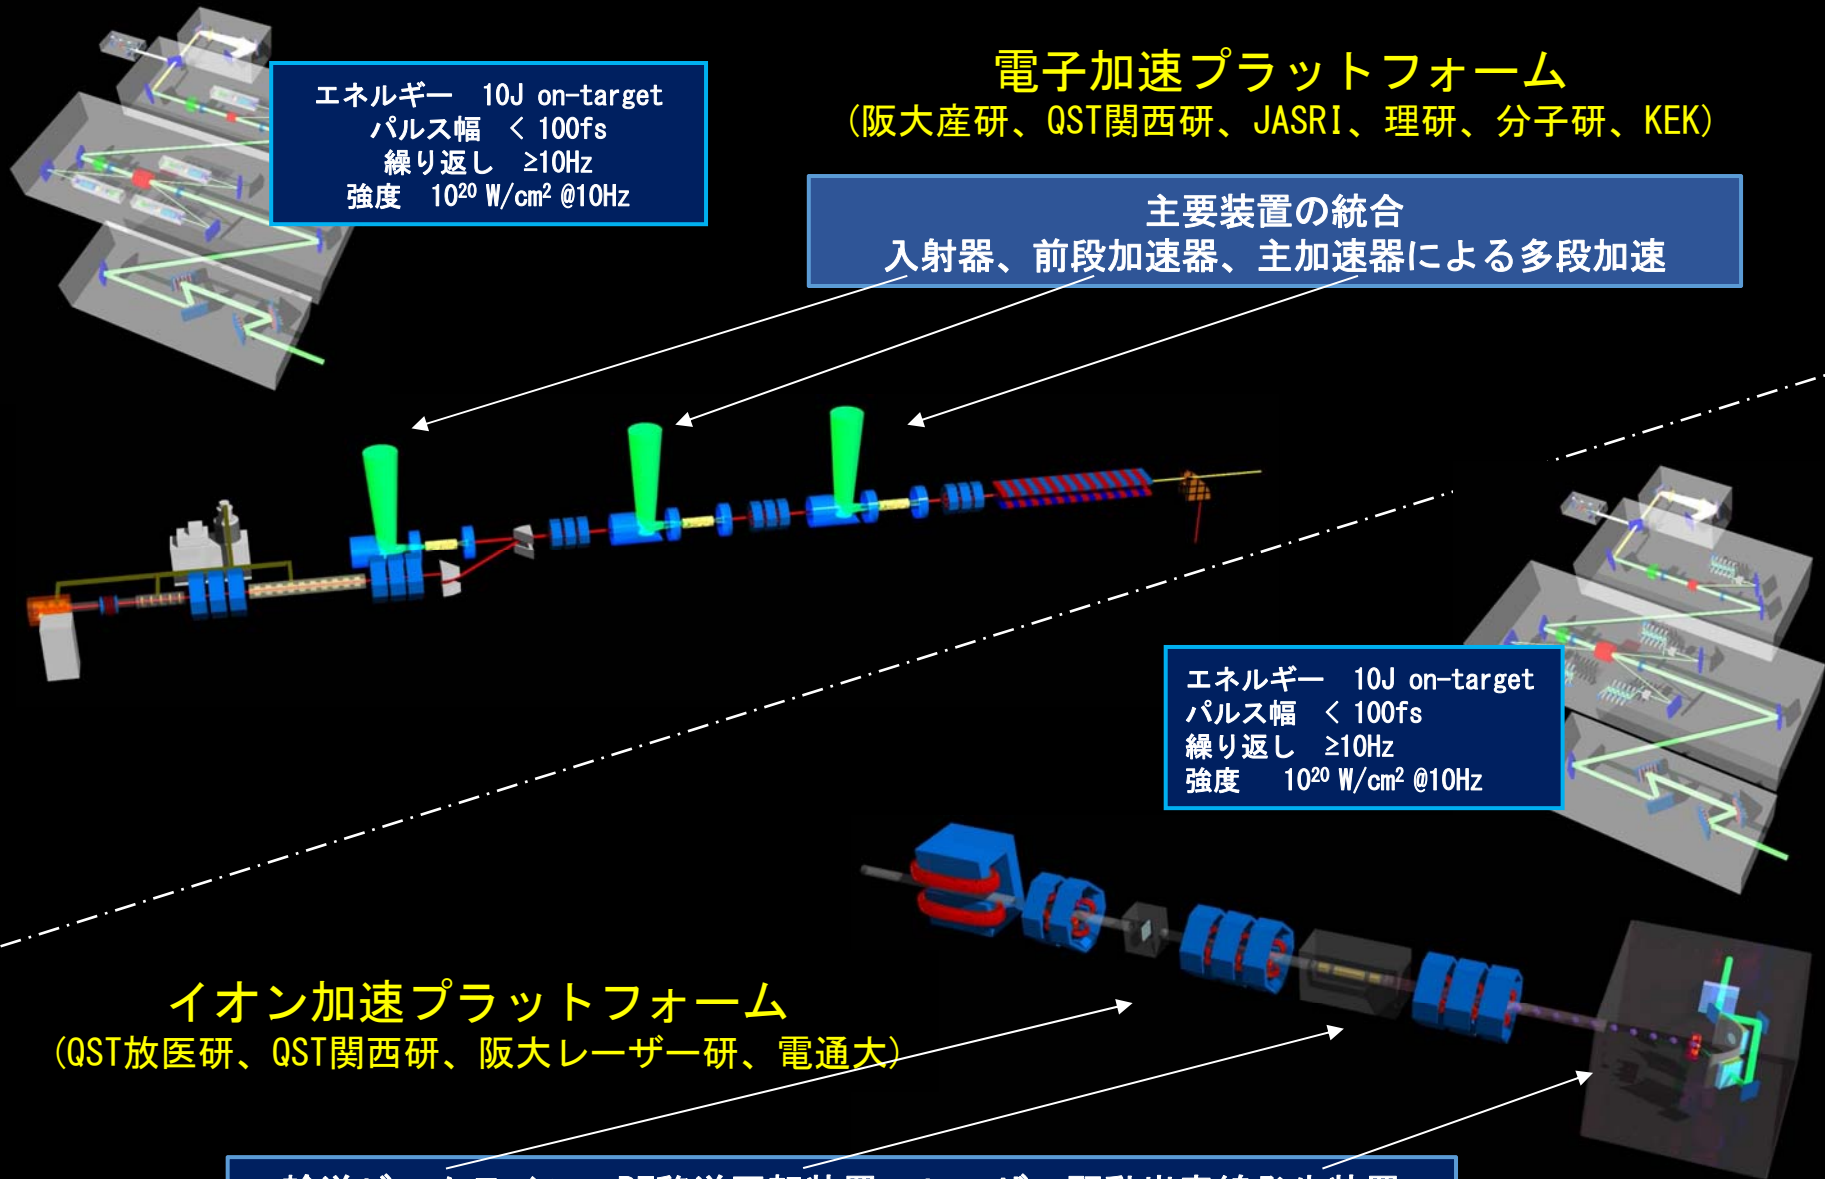 エネルギー 10J on-target
パルス幅 < 100fs
繰り返し ≥10Hz
強度 10²⁰ W/cm² @10Hz
電子加速プラットフォーム
(阪大産研、QST関西研、JASRI、理研、分子研、KEK)
主要装置の統合
入射器、前段加速器、主加速器による多段加速
エネルギー 10J on-target
パルス幅 < 100fs
繰り返し ≥10Hz
強度 10²⁰ W/cm² @10Hz
イオン加速プラットフォーム
(QST放医研、QST関西研、阪大レーザー研、電通大)